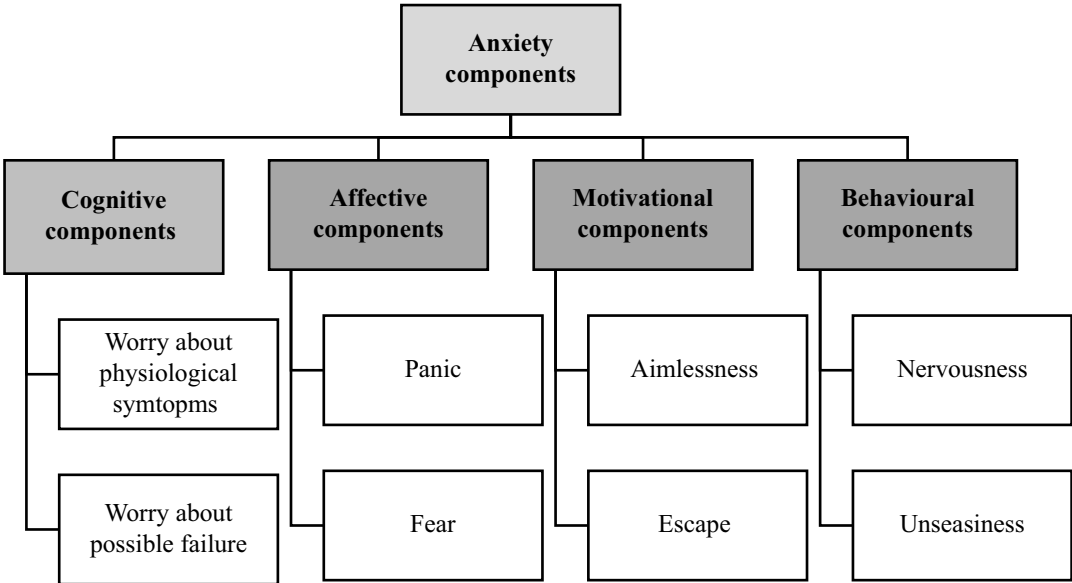 Anxiety
components
Cognitive
components
Affective
components
Motivational
components
Behavioural
components
Worry about
physiological
symtopms
Panic
Aimlessness
Nervousness
Worry about
possible failure
Fear
Escape
Unseasiness